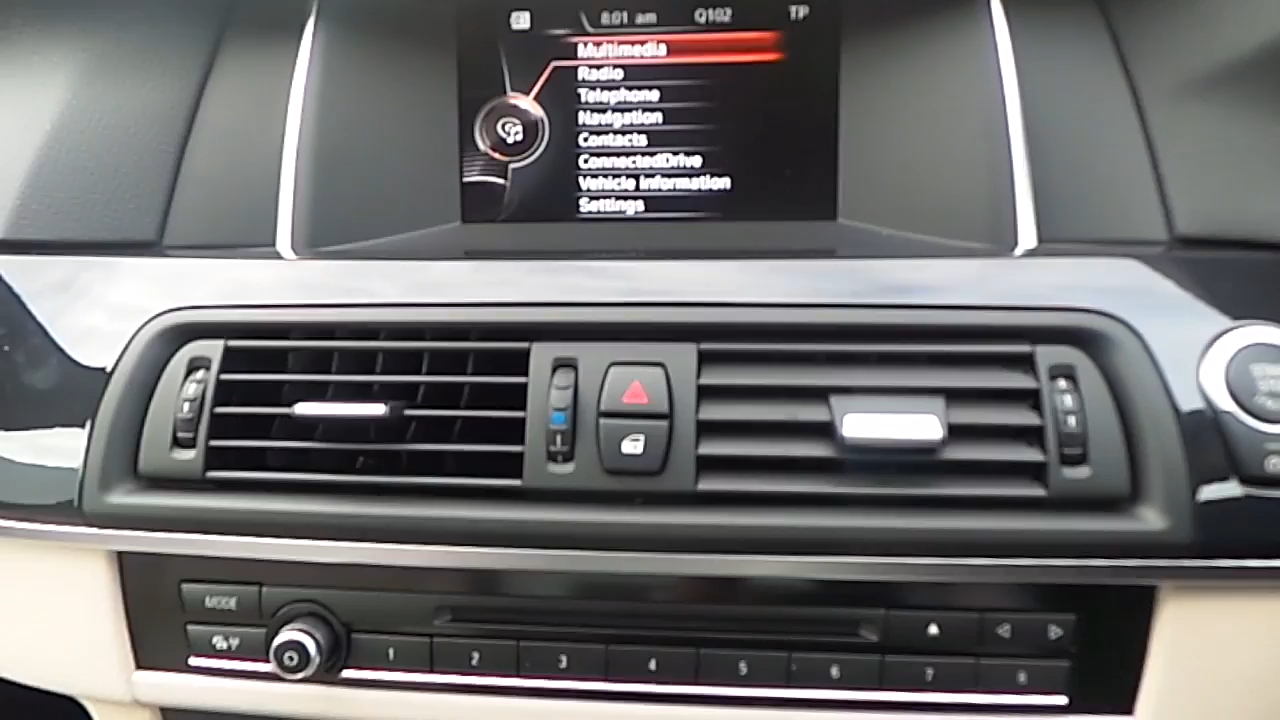 8:01 am Q102 TP
Multimedia
Radio
Telephone
Navigation
Contacts
ConnectedDrive
Vehicle information
Settings
MODE
1 2 3 4 5 6 7 8